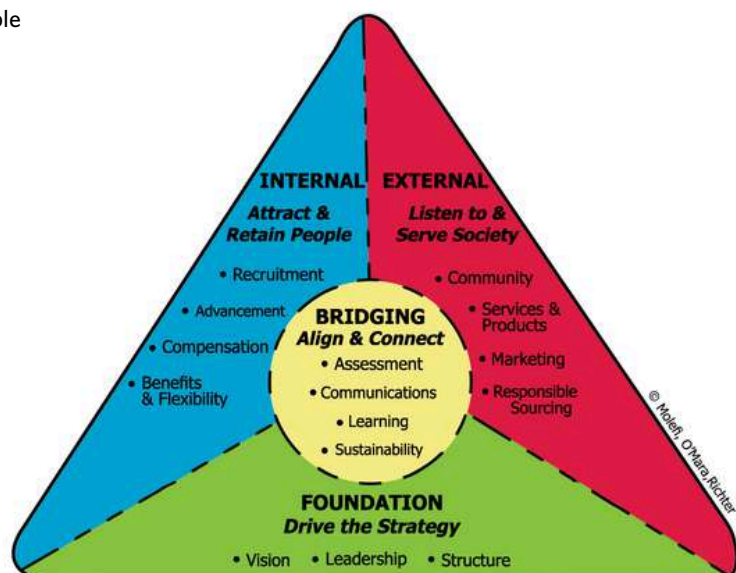 INTERNAL
Attract &
Retain People
• Recruitment
• Advancement
• Compensation
• Benefits
& Flexibility
EXTERNAL
Listen to &
Serve Society
• Community
• Services &
Products
• Marketing
• Responsible
Sourcing
BRIDGING
Align & Connect
• Assessment
• Communications
• Learning
• Sustainability
FOUNDATION
Drive the Strategy
• Vision • Leadership • Structure
© Molefi, O'Mara,Richter